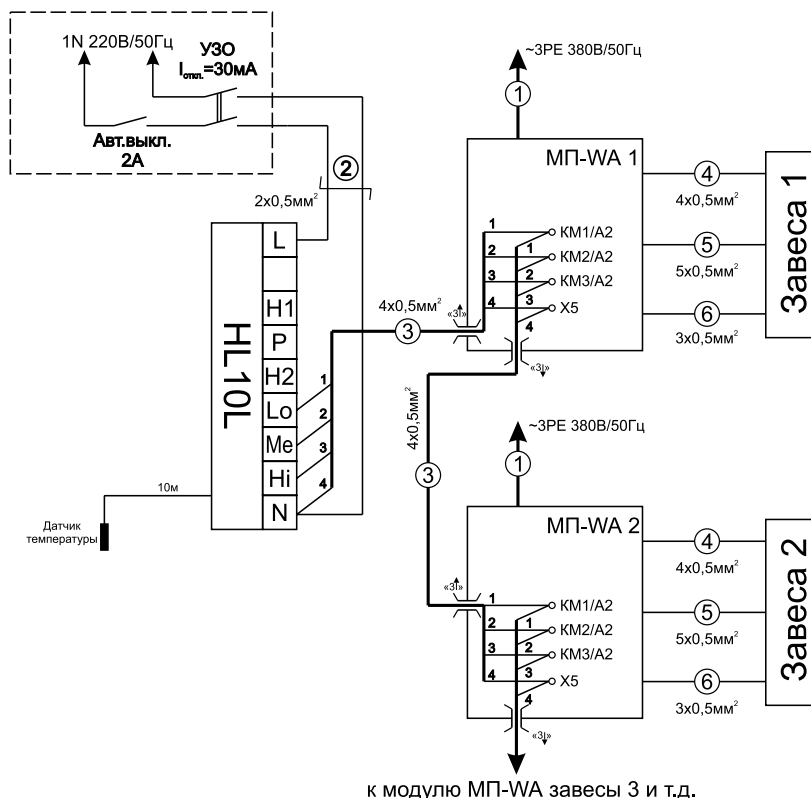 1N 220В/50Гц
УЗО
Iоткл.=30мА
Авт.выкл.
2А
2
2х0,5мм²
HL10L
L
H1
P
H2
Lo
Me
Hi
N
1
2
3
4
10м
Датчик
температуры
4х0,5мм²
3
~3РЕ 380В/50Гц
1
МП-WA 1
«3I»
1
2
3
4
КМ1/А2
КМ2/А2
КМ3/А2
Х5
1
2
3
4
«3I»
4
4х0,5мм²
5
5х0,5мм²
6
3х0,5мм²
Завеса 1
4х0,5мм²
3
~3РЕ 380В/50Гц
1
МП-WA 2
«3I»
1
2
3
4
КМ1/А2
КМ2/А2
КМ3/А2
Х5
1
2
3
4
«3I»
4
4х0,5мм²
5
5х0,5мм²
6
3х0,5мм²
Завеса 2
к модулю МП-WA завесы 3 и т.д.